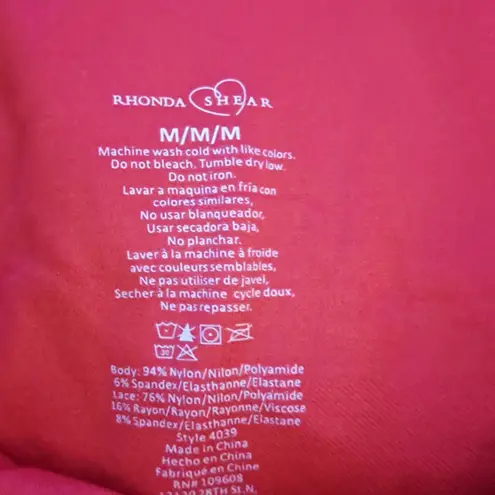 RHONDA SHEAR
M/M/M
Machine wash cold with like colors.
Do not bleach. Tumble dry low.
Do not iron.
Lavar a maquina en fria con
colores similares,
No usar blanqueador,
Usar secadora baja,
No planchar.
Laver à la machine à froide
avec couleurs semblables,
Ne pas utiliser de javel,
Secher à la machine cycle doux,
Ne pas repasser.
Body: 94% Nylon/Nilon/Polyamide
6% Spandex/Elasthanne/Elastane
Lace: 76% Nylon/Nilon/Polyamide
16% Rayon/Rayon/Rayonne/Viscose
8% Spandex/Elasthanne/Elastane
Style 4039
Made in China
Hecho en China
Fabriqué en Chine
RN# 109608
28TH ST. N.